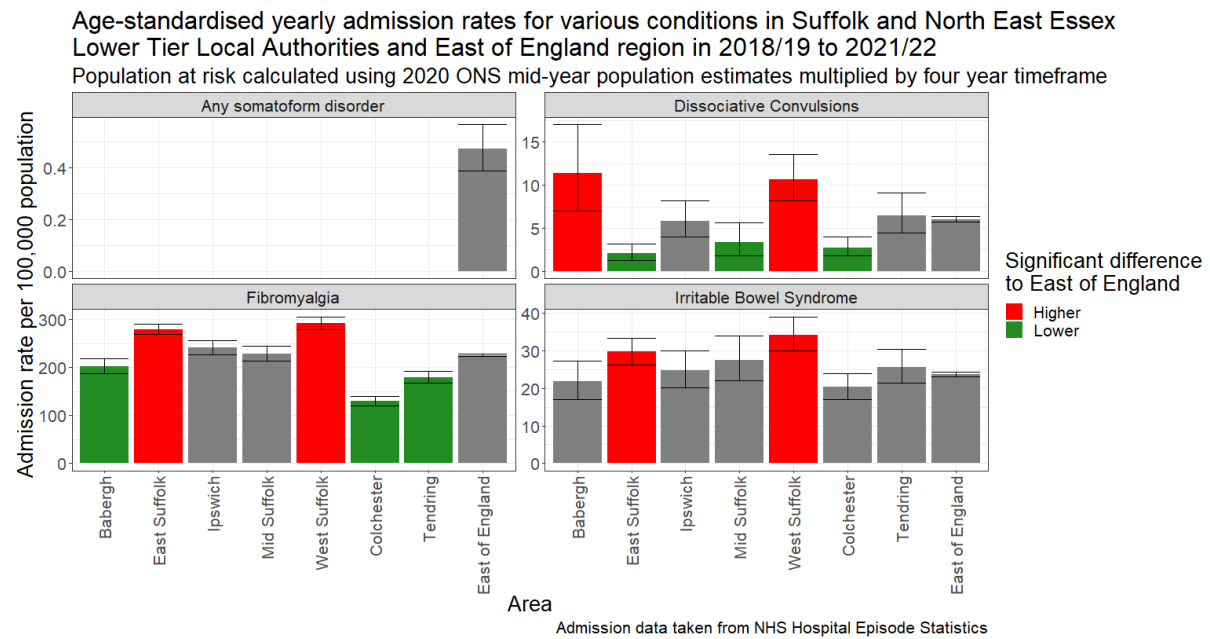 Age-standardised yearly admission rates for various conditions in Suffolk and North East Essex
Lower Tier Local Authorities and East of England region in 2018/19 to 2021/22
Population at risk calculated using 2020 ONS mid-year population estimates multiplied by four year timeframe
Admission rate per 100,000 population
Any somatoform disorder
0.4
0.2
0.0
Dissociative Convulsions
15
10
5
0
Fibromyalgia
300
200
100
0
Irritable Bowel Syndrome
40
30
20
10
0
Babergh
East Suffolk
Ipswich
Mid Suffolk
West Suffolk
Colchester
Tendring
East of England
Babergh
East Suffolk
Ipswich
Mid Suffolk
West Suffolk
Colchester
Tendring
East of England
Area
Significant difference
to East of England
Higher
Lower
Admission data taken from NHS Hospital Episode Statistics